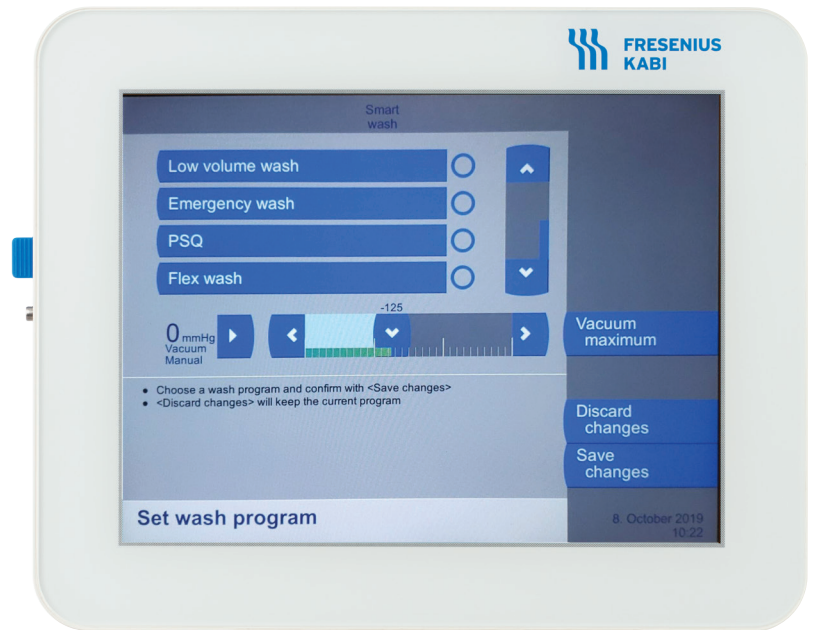 FRESENIUS
KABI
Smart
wash
Low volume wash
Emergency wash
PSQ
Flex wash
-125
0 mmHg
Vacuum
Manual
Vacuum
maximum
• Choose a wash program and confirm with <Save changes>
• <Discard changes> will keep the current program
Discard
changes
Save
changes
Set wash program
8. October 2019
10:22